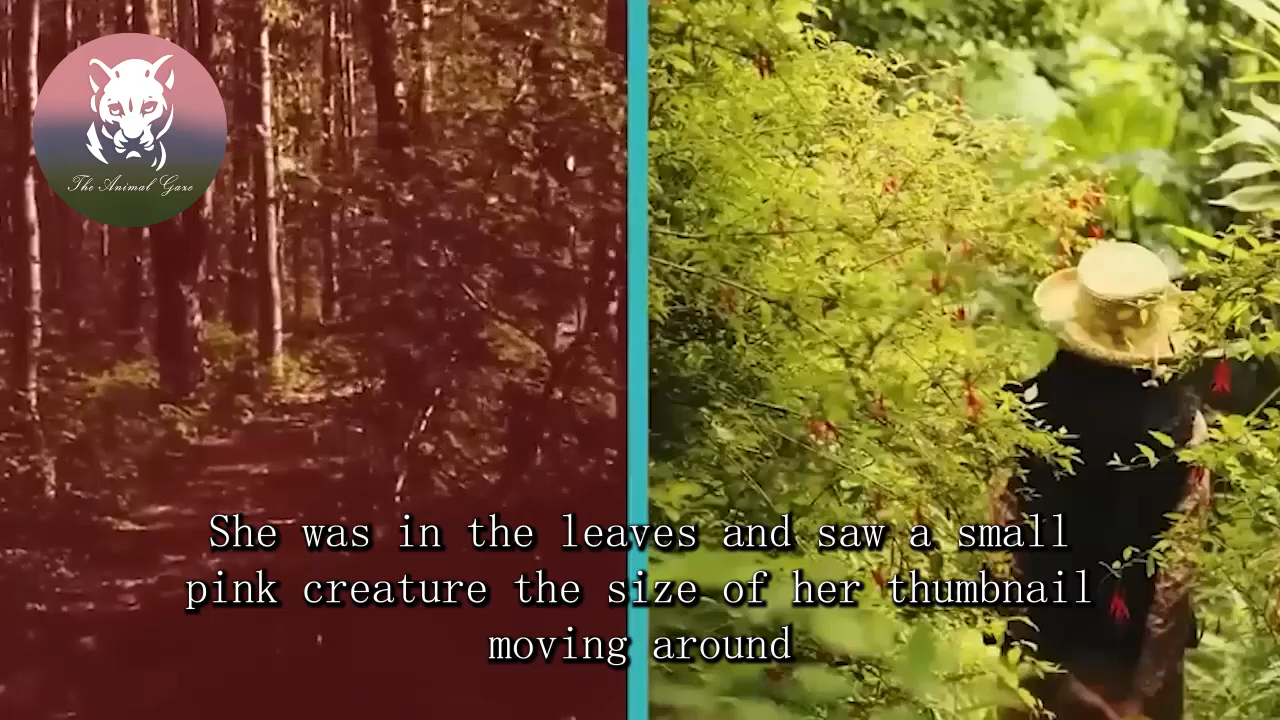 The Animal Gaze
She was in the leaves and saw a small
pink creature the size of her thumbnail
moving around